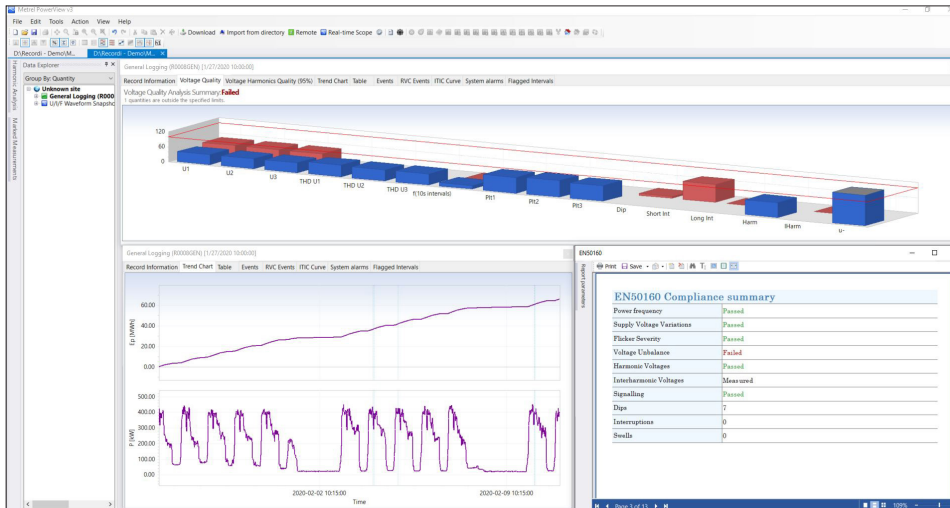 Metrel PowerView v3
File Edit Tools Action View Help
Download Import from directory Remote Real-time Scope
D:\Recordi - Demo\M... D:\Recordi - Demo\M...
Harmonic Analysis
Marked Measurements
Data Explorer
Group By: Quantity
Unknown site
General Logging (R000
U/I/F Waveform Snapsho
General Logging (R0008GEN) [1/27/2020 10:00:00]
Record Information Voltage Quality Voltage Harmonics Quality (95%) Trend Chart Table Events RVC Events ITIC Curve System alarms Flagged Intervals
Voltage Quality Analysis Summary:Failed
1 quantities are outside the specified limits.
120
60
0
U1 U2 U3 THD U1 THD U2 THD U3 f(10s intervals) Plt1 Plt2 Plt3 Dip Short Int Long Int Harm IHarm u-
General Logging (R0008GEN) [1/27/2020 10:00:00]
Record Information Trend Chart Table Events RVC Events ITIC Curve System alarms Flagged Intervals
Ep [MWh]
60.00
40.00
20.00
0.00
P [kW]
500.00
400.00
300.00
200.00
100.00
0.00
2020-02-02 10:15:00 2020-02-09 10:15:00
Time
EN50160
Report parameters
Print Save
EN50160 Compliance summary
Power frequency Passed
Supply Voltage Variations Passed
Flicker Severity Passed
Voltage Unbalance Failed
Harmonic Voltages Passed
Interharmonic Voltages Measured
Signalling Passed
Dips 7
Interruptions 0
Swells 0
Page 3 of 13 109%